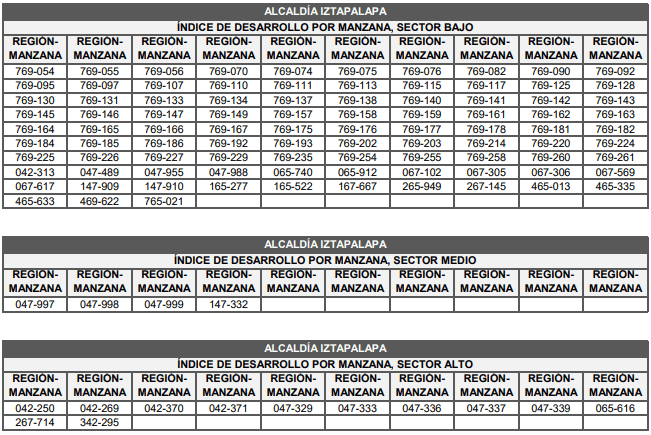 ALCALDÍA IZTAPALAPA
ÍNDICE DE DESARROLLO POR MANZANA, SECTOR BAJO
REGIÓN- REGIÓN- REGIÓN- REGIÓN- REGIÓN- REGIÓN- REGIÓN- REGIÓN- REGIÓN- REGIÓN-
MANZANA MANZANA MANZANA MANZANA MANZANA MANZANA MANZANA MANZANA MANZANA MANZANA
769-054 769-055 769-056 769-070 769-074 769-075 769-076 769-082 769-090 769-092
769-095 769-097 769-107 769-110 769-111 769-113 769-115 769-117 769-125 769-128
769-130 769-131 769-133 769-134 769-137 769-138 769-140 769-141 769-142 769-143
769-145 769-146 769-147 769-149 769-157 769-158 769-159 769-161 769-162 769-163
769-164 769-165 769-166 769-167 769-175 769-176 769-177 769-178 769-181 769-182
769-184 769-185 769-186 769-192 769-193 769-202 769-203 769-214 769-220 769-224
769-225 769-226 769-227 769-229 769-235 769-254 769-255 769-258 769-260 769-261
042-313 047-489 047-955 047-988 065-740 065-912 067-102 067-305 067-306 067-569
067-617 147-909 147-910 165-277 165-522 167-667 265-949 267-145 465-013 465-335
465-633 469-622 765-021
ALCALDÍA IZTAPALAPA
ÍNDICE DE DESARROLLO POR MANZANA, SECTOR MEDIO
REGIÓN- REGIÓN- REGIÓN- REGIÓN- REGIÓN- REGIÓN- REGIÓN- REGIÓN- REGIÓN- REGIÓN-
MANZANA MANZANA MANZANA MANZANA MANZANA MANZANA MANZANA MANZANA MANZANA MANZANA
047-997 047-998 047-999 147-332
ALCALDÍA IZTAPALAPA
ÍNDICE DE DESARROLLO POR MANZANA, SECTOR ALTO
REGIÓN- REGIÓN- REGIÓN- REGIÓN- REGIÓN- REGIÓN- REGIÓN- REGIÓN- REGIÓN- REGIÓN-
MANZANA MANZANA MANZANA MANZANA MANZANA MANZANA MANZANA MANZANA MANZANA MANZANA
042-250 042-269 042-370 042-371 047-329 047-333 047-336 047-337 047-339 065-616
267-714 342-295